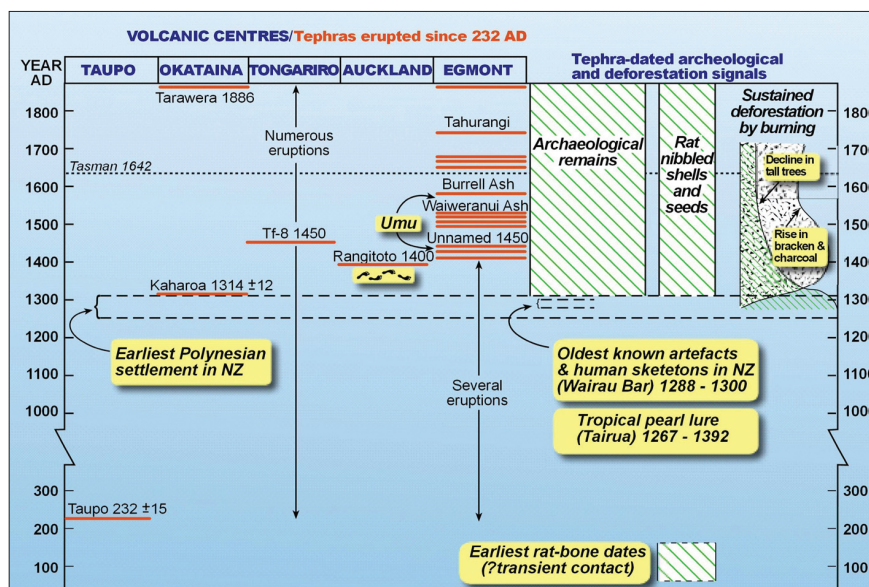 VOLCANIC CENTRES/Tephras erupted since 232 AD
YEAR
AD
TAUPO
OKATAINA
TONGARIRO
AUCKLAND
EGMONT
Tephra-dated archeological
and deforestation signals
1800
1700
1600
1500
1400
1300
1200
1100
1000
300
200
100
Tarawera 1886
Numerous
eruptions
Tahurangi
Tasman 1642
Burrell Ash
Waiweranui Ash
Umu
Tf-8 1450
Unnamed 1450
Rangitoto 1400
Kaharoa 1314 ±12
Archaeological
remains
Rat
nibbled
shells
and
seeds
Sustained
deforestation
by burning
Decline in
tall trees
Rise in
bracken &
charcoal
Earliest Polynesian
settlement in NZ
Several
eruptions
Oldest known artefacts
& human sketetons in NZ
(Wairau Bar) 1288 - 1300
Tropical pearl lure
(Tairua) 1267 - 1392
Taupo 232 ±15
Earliest rat-bone dates
(?transient contact)
1800
1700
1600
1500
1400
1300
1200
1100
1000
300
200
100